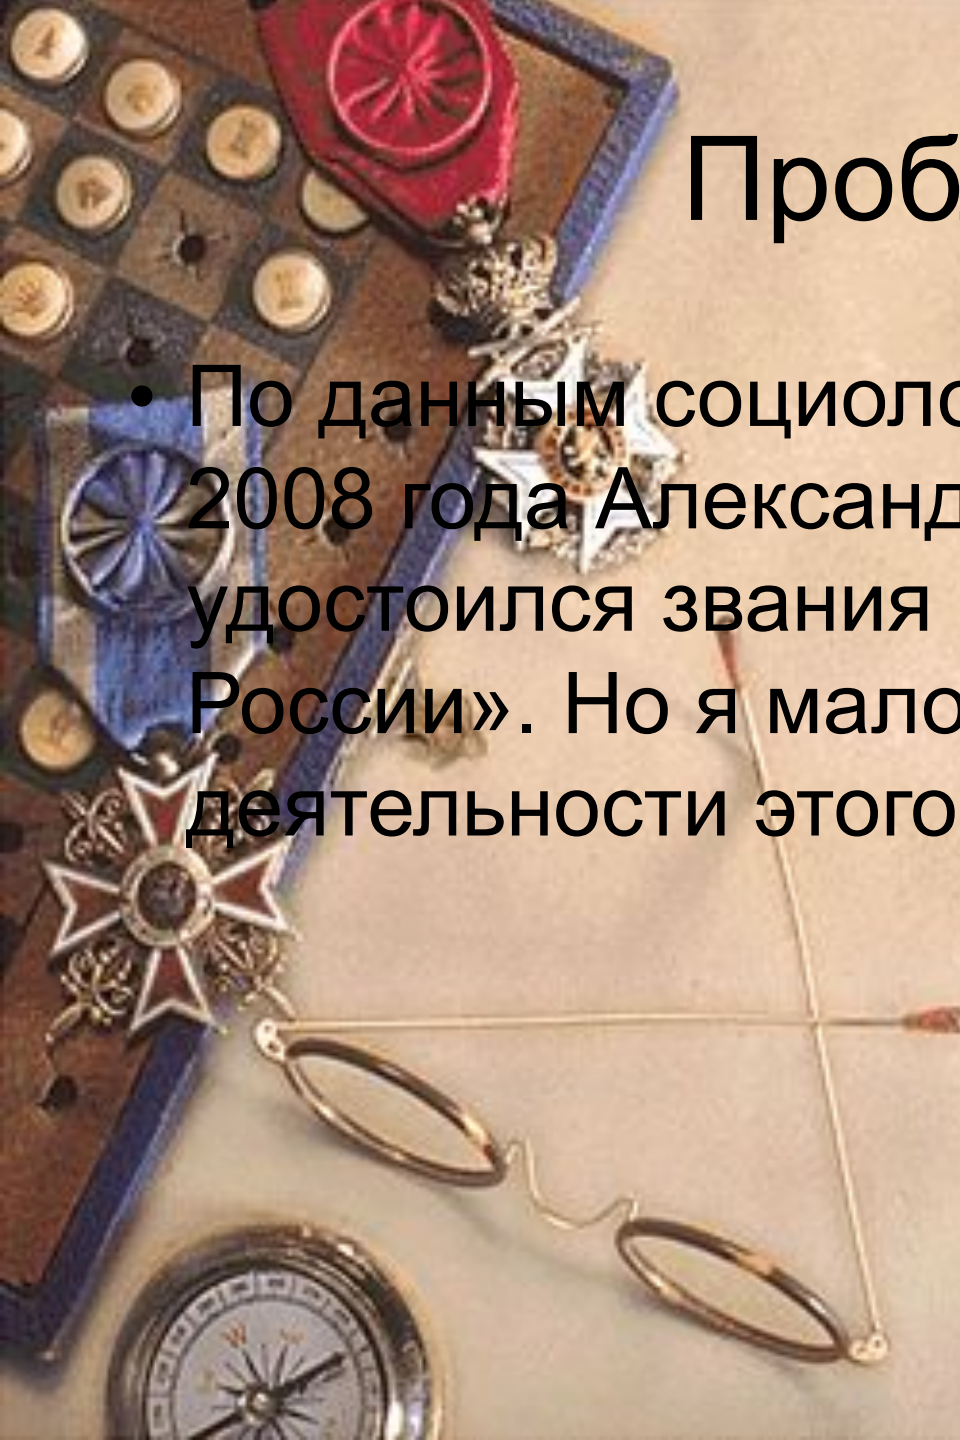 Проб
• По данным социоло
2008 года Александ
удостоился звания
России». Но я мало
деятельности этого